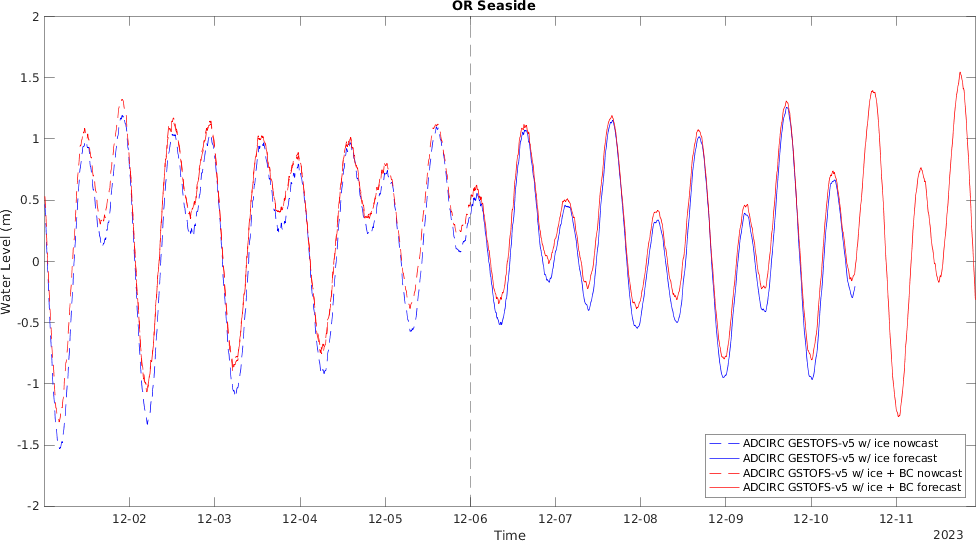 OR Seaside
2
1.5
1
0.5
0
-0.5
-1
-1.5
-2
Water Level (m)
12-02 12-03 12-04 12-05 12-06 12-07 12-08 12-09 12-10 12-11
Time
2023
ADCIRC GESTOFS-v5 w/ ice nowcast
ADCIRC GESTOFS-v5 w/ ice forecast
ADCIRC GSTOFS-v5 w/ ice + BC nowcast
ADCIRC GSTOFS-v5 w/ ice + BC forecast